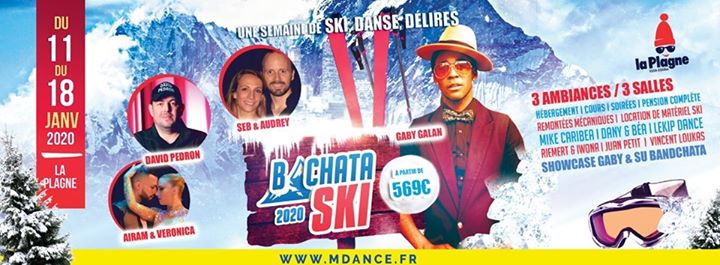 DU
11
DU
18
JANV
2020
LA
PLAGNE
UNE SEMAINE DE SKI, DANSE, DÉLIRES
SEB & AUDREY
DAVID PEDRON
AIRAM & VERONICA
GABY GALAN
BACHATA
2020 SKI
A PARTIR DE
569€
la Plagne
3 AMBIANCES / 3 SALLES
HÉBERGEMENT | COURS | SOIRÉES | PENSION COMPLÈTE
REMONTÉES MÉCANIQUES | LOCATION DE MATÉRIEL SKI
MIKE CARIBEA | DANY & BÉA | LEKIP DANCE
RIEMERT & IWONA | JUAN PETIT | VINCENT LOUKAS
SHOWCASE GABY & SU BANDCHATA
WWW.MDANCE.FR